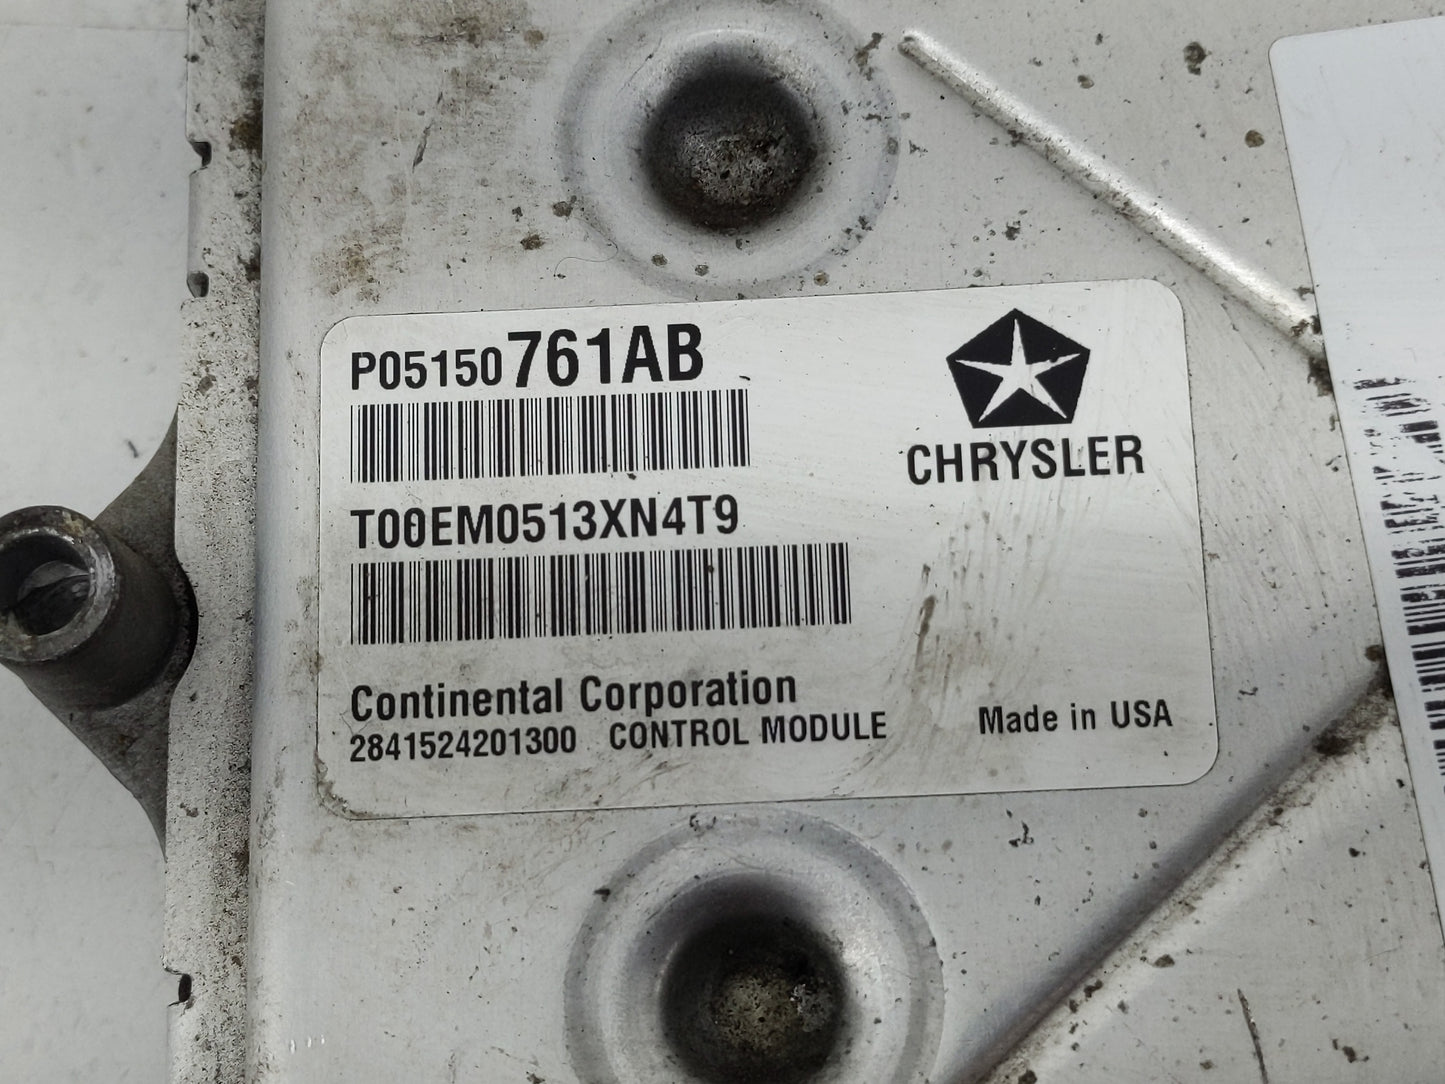 P05150761AB
CHRYSLER
T00EM0513XN4T9
Continental Corporation
2841524201300 CONTROL MODULE
Made in USA